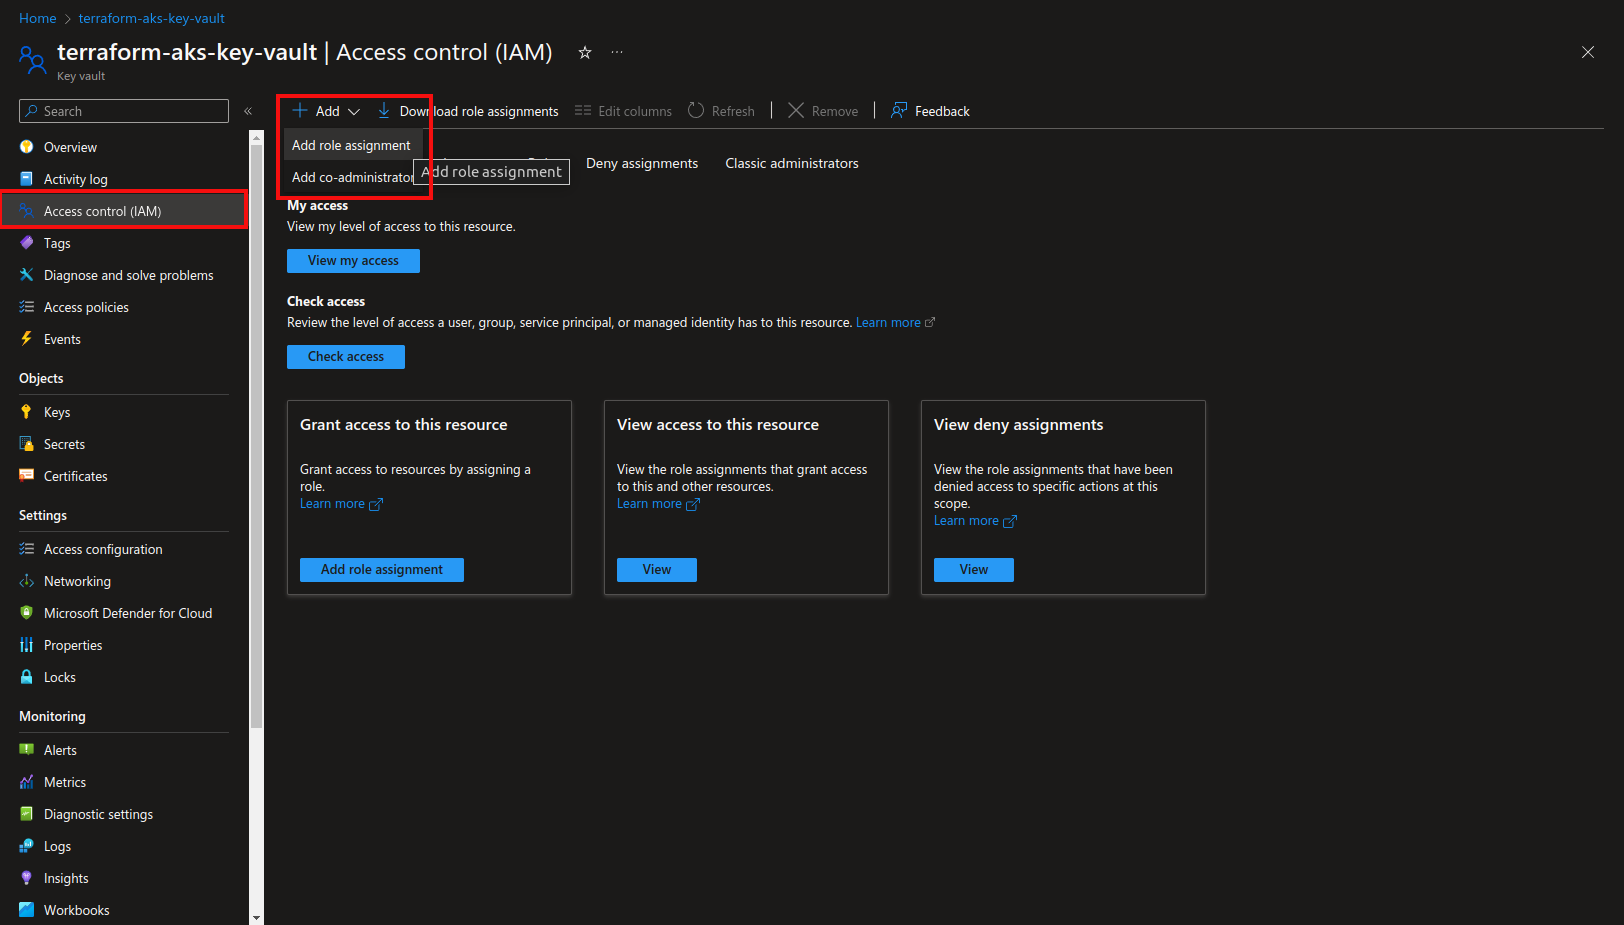 Home > terraform-aks-key-vault
terraform-aks-key-vault | Access control (IAM)
Key vault
Search
Overview
Activity log
Access control (IAM)
Tags
Diagnose and solve problems
Access policies
Events
Objects
Keys
Secrets
Certificates
Settings
Access configuration
Networking
Microsoft Defender for Cloud
Properties
Locks
Monitoring
Alerts
Metrics
Diagnostic settings
Logs
Insights
Workbooks
Add
Download role assignments
Edit columns
Refresh
Remove
Feedback
Add role assignment
Add co-administrator
Add role assignment
Deny assignments
Classic administrators
My access
View my level of access to this resource.
View my access
Check access
Review the level of access a user, group, service principal, or managed identity has to this resource. Learn more
Check access
Grant access to this resource
Grant access to resources by assigning a
role.
Learn more
Add role assignment
View access to this resource
View the role assignments that grant access
to this and other resources.
Learn more
View
View deny assignments
View the role assignments that have been
denied access to specific actions at this
scope.
Learn more
View